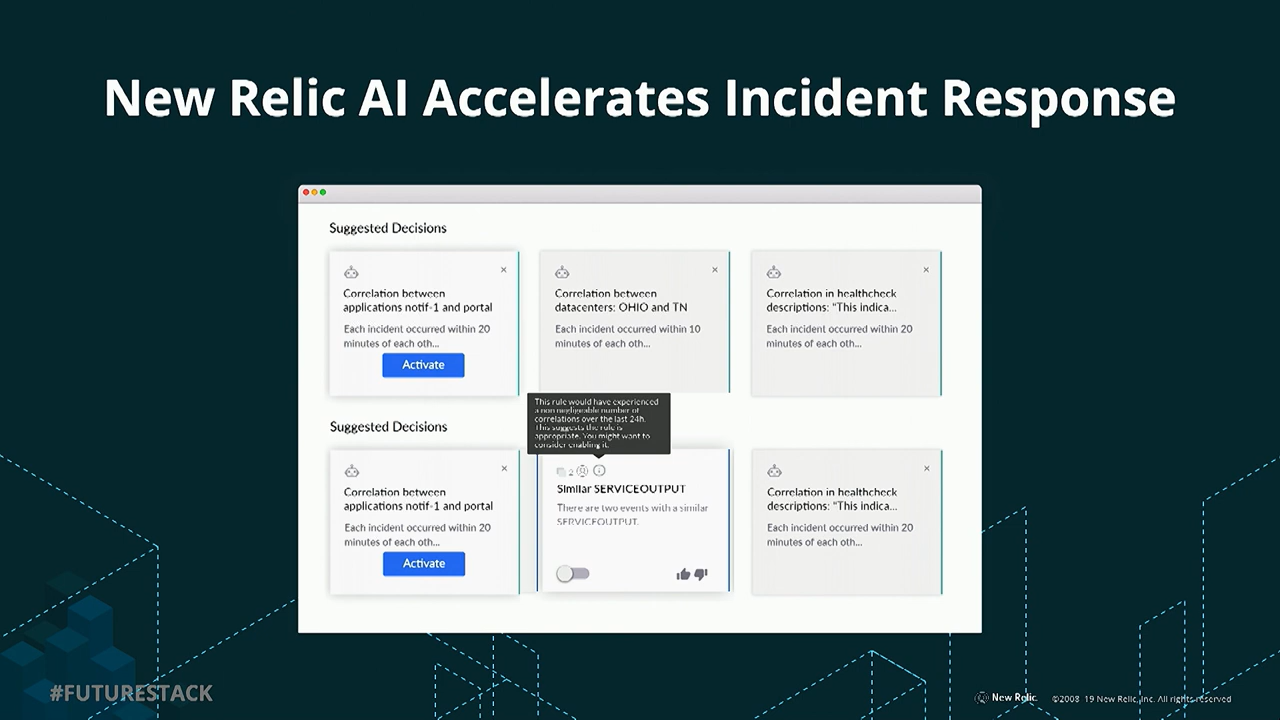 New Relic AI Accelerates Incident Response
Suggested Decisions
Correlation between
applications notif-1 and portal
Each incident occurred within 20
minutes of each oth...
Activate
Correlation between
datacenters: OHIO and TN
Each incident occurred within 10
minutes of each oth...
Correlation in healthcheck
descriptions: "This indica...
Each incident occurred within 20
minutes of each oth...
Suggested Decisions
Correlation between
applications notif-1 and portal
Each incident occurred within 20
minutes of each oth...
Activate
This rule would have experienced
a non negligeable number of
correlations over the last 24h.
This suggests the rule is
appropriate. You might want to
consider enabling it.
2
Similar SERVICEOUTPUT
There are two events with a similar
SERVICEOUTPUT.
Correlation in healthcheck
descriptions: "This indica...
Each incident occurred within 20
minutes of each oth...
#FUTURESTACK
New Relic
©2008-19 New Relic, Inc. All rights reserved